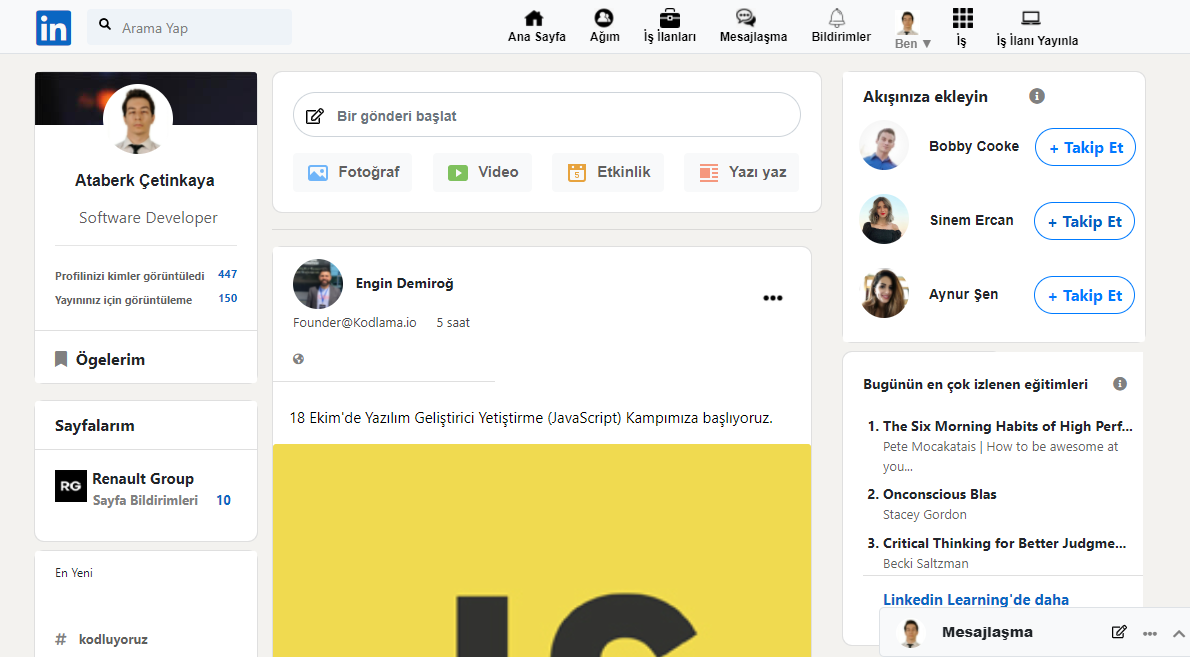 in
Arama Yap
Ana Sayfa
Ağım
İş İlanları
Mesajlaşma
Bildirimler
Ben ▼
İş
İş İlanı Yayınla
Ataberk Çetinkaya
Software Developer
Profilinizi kimler görüntüledi 447
Yayınınız için görüntüleme 150
Ögelerim
Sayfalarım
RG
Renault Group
Sayfa Bildirimleri 10
En Yeni
# kodluyoruz
Bir gönderi başlat
Fotoğraf
Video
5
Etkinlik
Yazı yaz
Engin Demiroğ
•••
Founder@Kodlama.io 5 saat
18 Ekim'de Yazılım Geliştirici Yetiştirme (JavaScript) Kampımıza başlıyoruz.
JS
Akışınıza ekleyin
Bobby Cooke
+ Takip Et
Sinem Ercan
+ Takip Et
Aynur Şen
+ Takip Et
Bugünün en çok izlenen eğitimleri
1. The Six Morning Habits of High Perf...
Pete Mocakatais | How to be awesome at
you...
2. Onconscious Blas
Stacey Gordon
3. Critical Thinking for Better Judgme...
Becki Saltzman
Linkedin Learning'de daha
Mesajlaşma